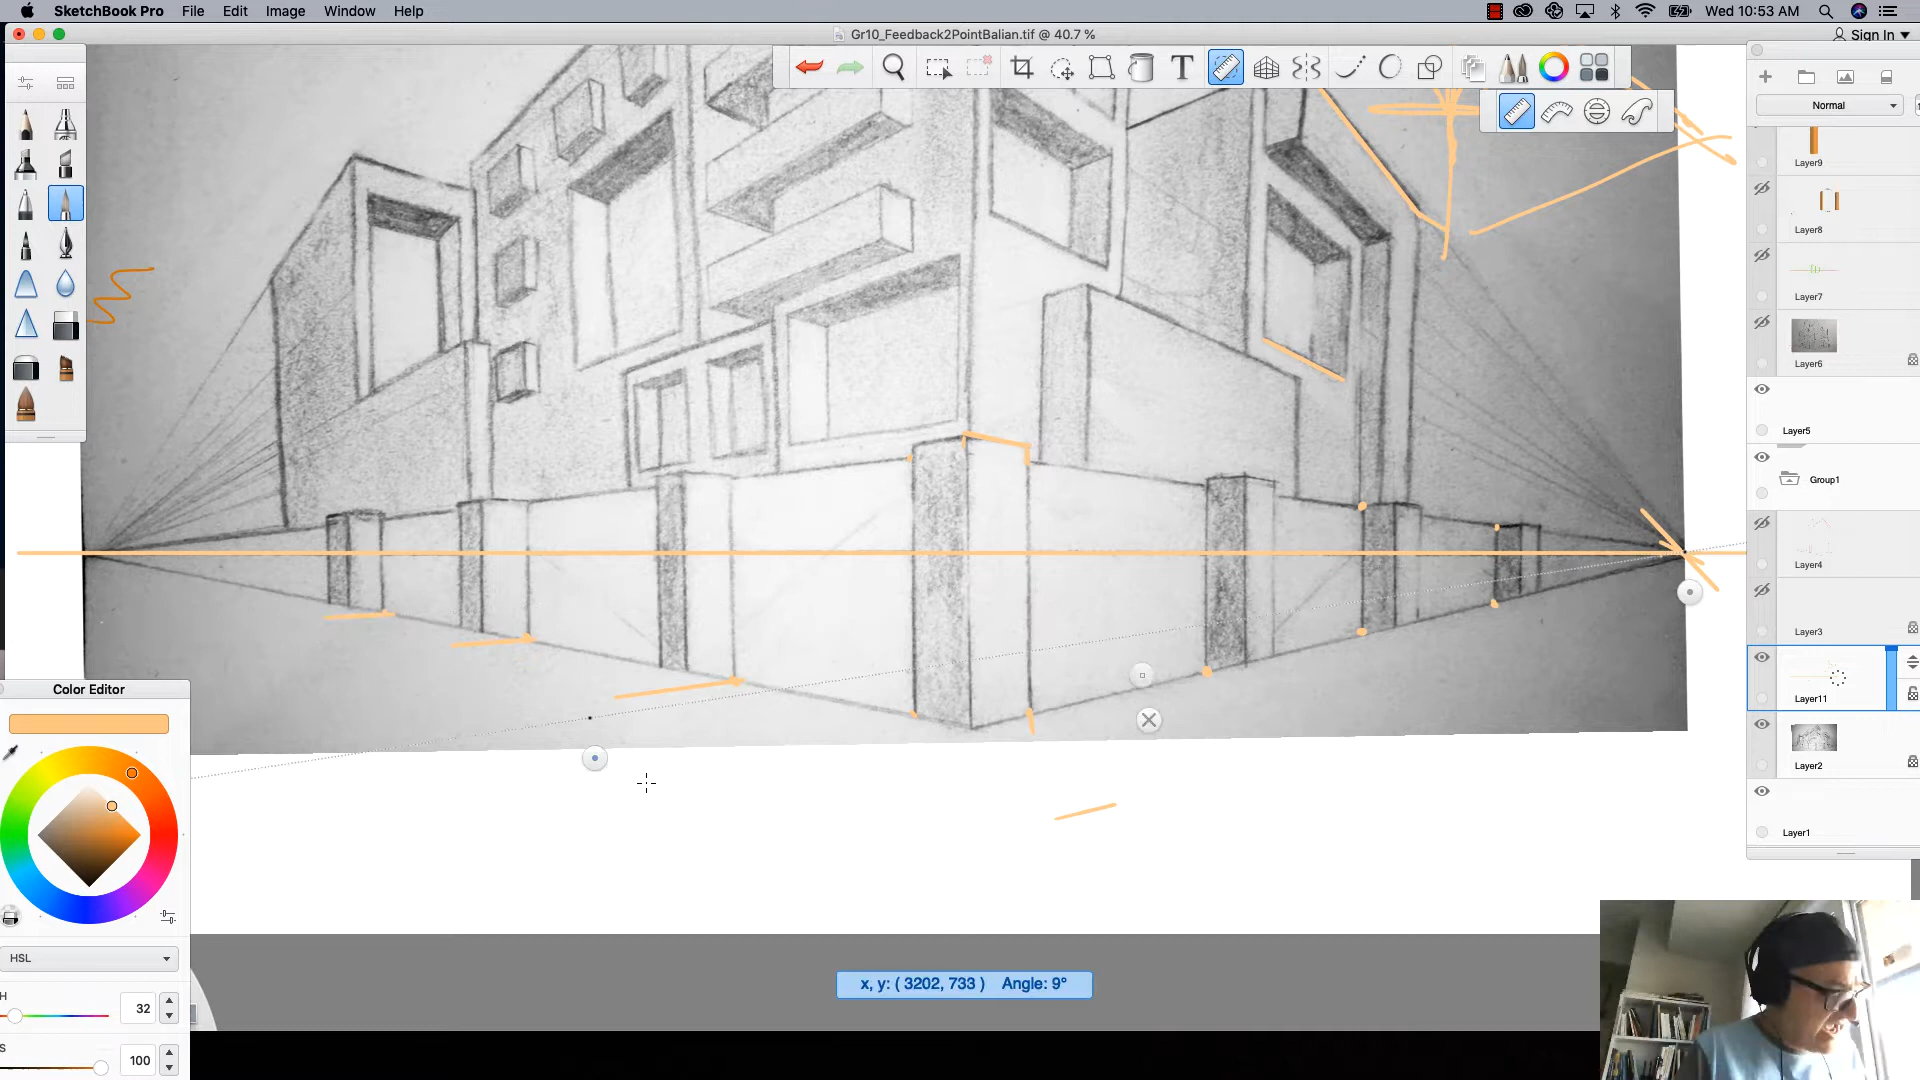 SketchBook Pro File Edit Image Window Help
Wed 10:53 AM
Gr10_Feedback2PointBalian.tif @ 40.7 %
Sign In
Normal
Layer9
Layer8
Layer7
Layer6
Layer5
Group1
Layer4
Layer3
Layer11
Layer2
Layer1
Color Editor
HSL
H 32
S 100
x, y: ( 3202, 733 ) Angle: 9°